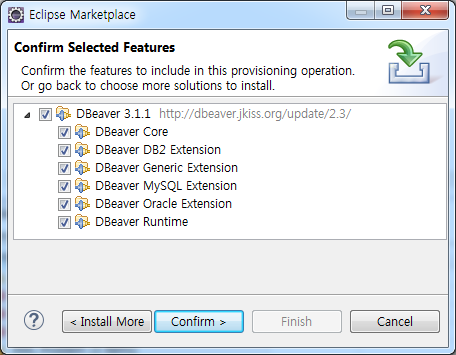 Eclipse Marketplace
Confirm Selected Features
Confirm the features to include in this provisioning operation.
Or go back to choose more solutions to install.
DBeaver 3.1.1 http://dbeaver.jkiss.org/update/2.3/
DBeaver Core
DBeaver DB2 Extension
DBeaver Generic Extension
DBeaver MySQL Extension
DBeaver Oracle Extension
DBeaver Runtime
? < Install More Confirm > Finish Cancel